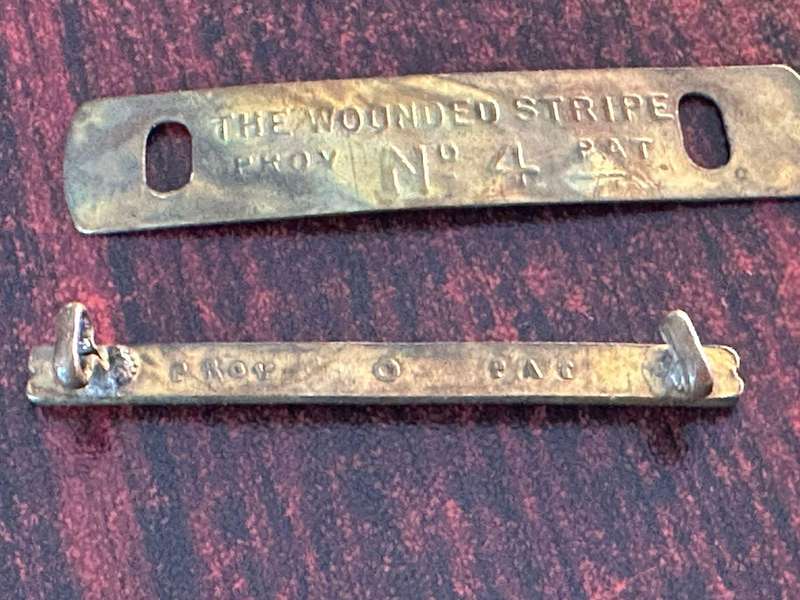 THE WOUNDED STRIPE
PROV Nº 4 PAT
PROV O PAT